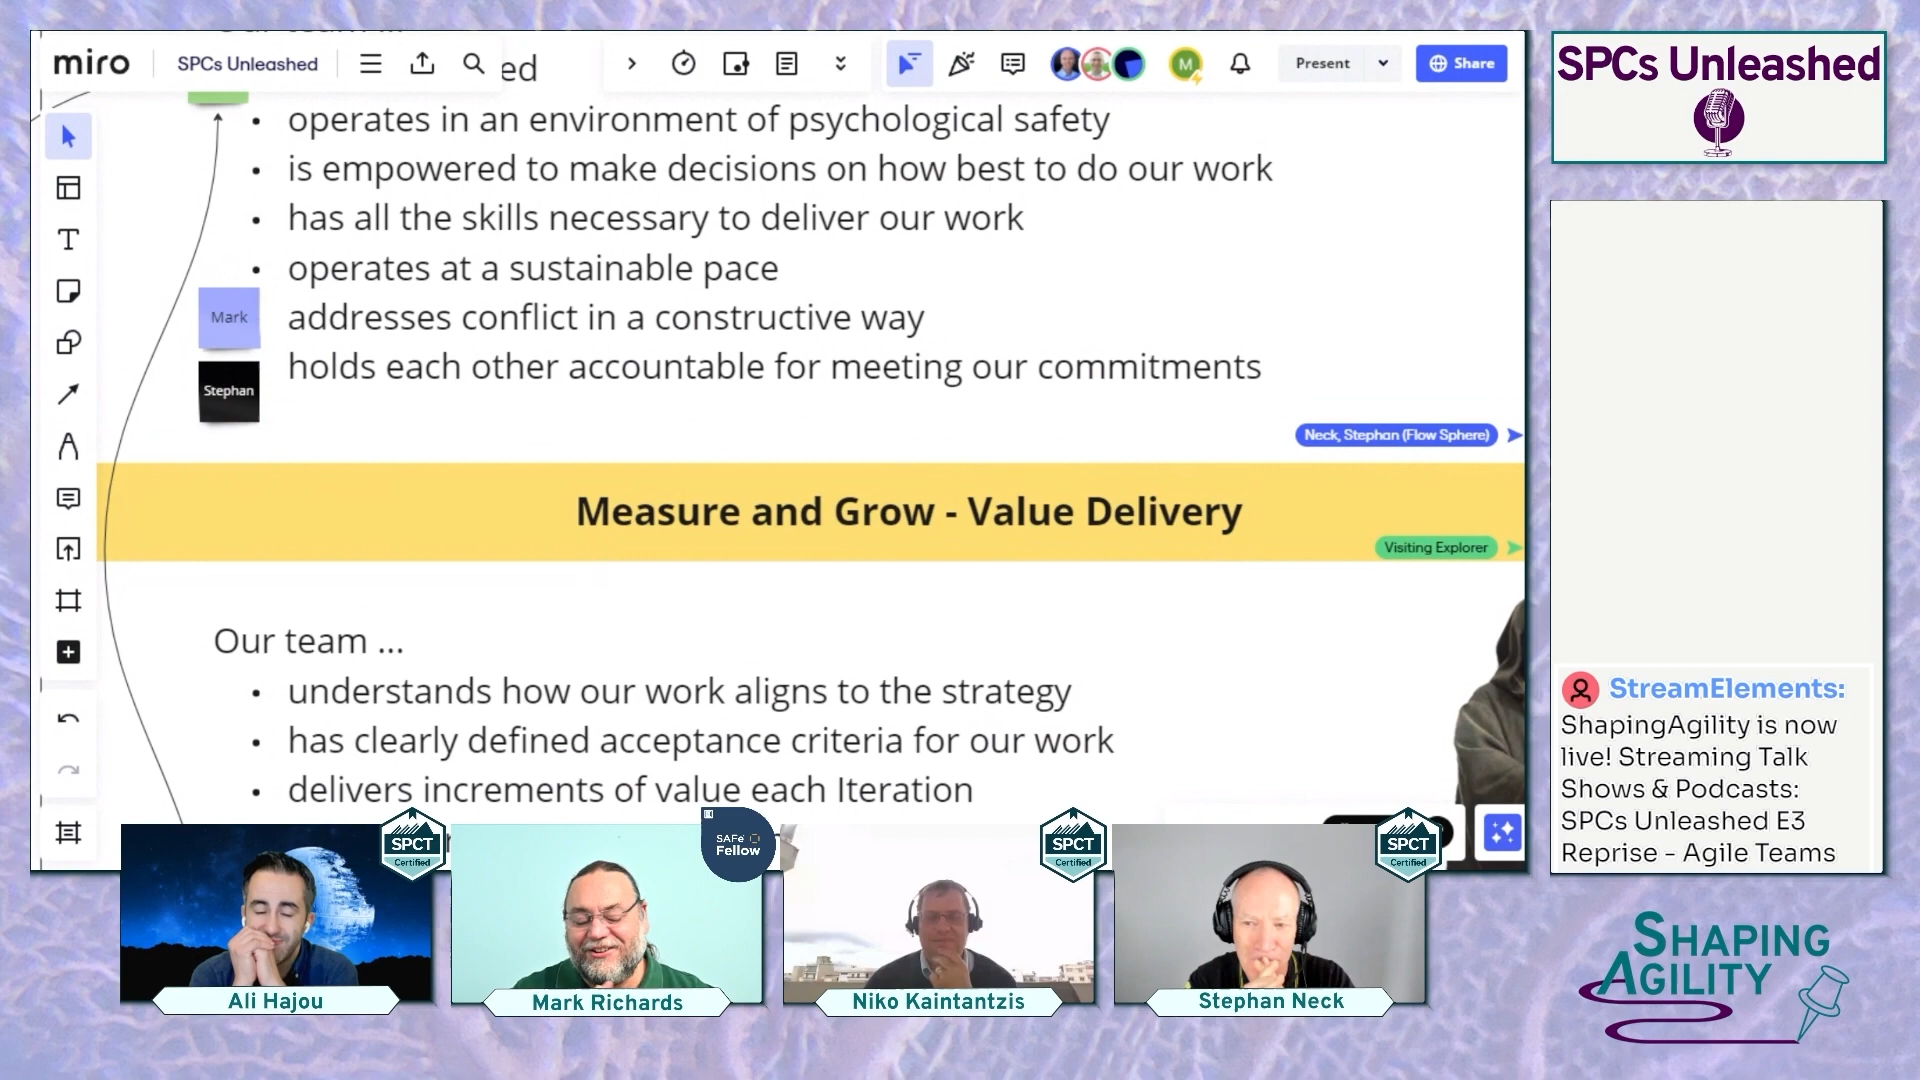 Our team ...
miro
SPCs Unleashed
ed
M
Present
Share
SPCs Unleashed
• operates in an environment of psychological safety
• is empowered to make decisions on how best to do our work
• has all the skills necessary to deliver our work
• operates at a sustainable pace
Mark
addresses conflict in a constructive way
Stephan
holds each other accountable for meeting our commitments
Neck, Stephan (Flow Sphere)
Measure and Grow - Value Delivery
Visiting Explorer
Our team ...
• understands how our work aligns to the strategy
• has clearly defined acceptance criteria for our work
• delivers increments of value each Iteration
StreamElements:
ShapingAgility is now
live! Streaming Talk
Shows & Podcasts:
SPCs Unleashed E3
Reprise - Agile Teams
SPCT
Certified
SAFe
Fellow
SPCT
Certified
SPCT
Certified
Ali Hajou
Mark Richards
Niko Kaintantzis
Stephan Neck
SHAPING
AGILITY